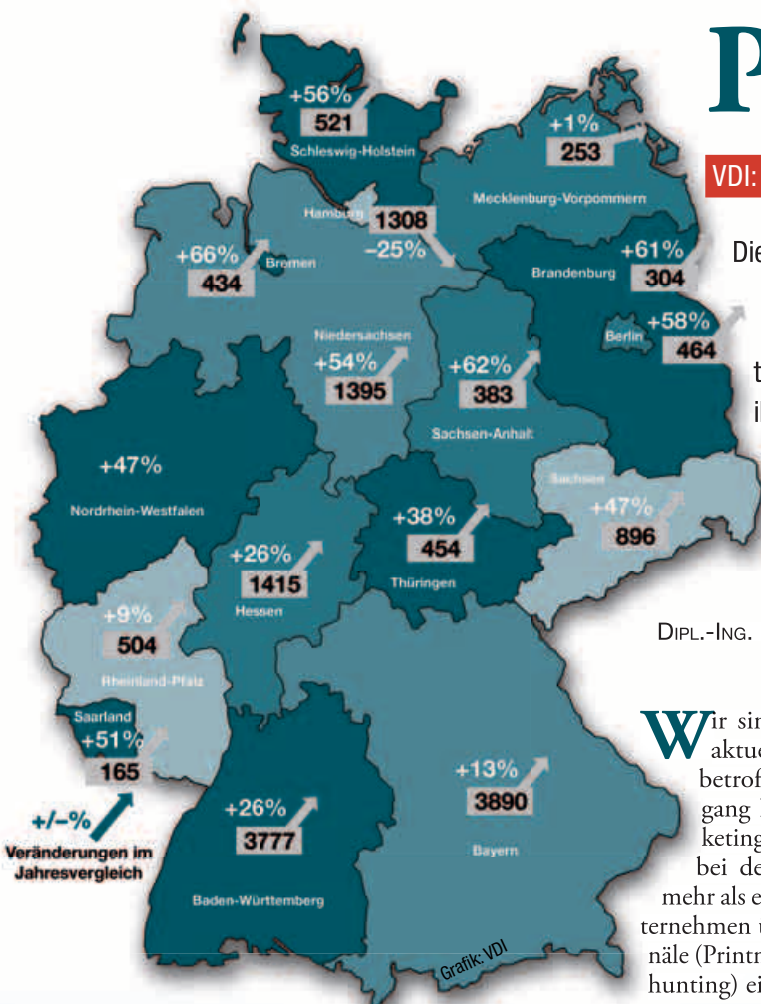 P
VDI:
+56%
521
Schleswig-Holstein
+1%
253
Mecklenburg-Vorpommern
Hamburg
1308
–25%
+66%
434
Bremen
Brandenburg
+61%
304
Berlin
+58%
464
Niedersachsen
+54%
1395
+62%
383
Sachsen-Anhalt
+47%
Nordrhein-Westfalen
Sachsen
+47%
896
+38%
454
Thüringen
+26%
1415
Hessen
+9%
504
Rheinland-Pfalz
Saarland
+51%
165
+/–%
Veränderungen im
Jahresvergleich
+26%
3777
Baden-Württemberg
+13%
3890
Bayern
Grafik: VDI
Die
DIPL.-ING.
Wir
aktue
betrof
gang
keting
bei de
mehr als e
ternehmen u
näle (Printm
hunting) ei